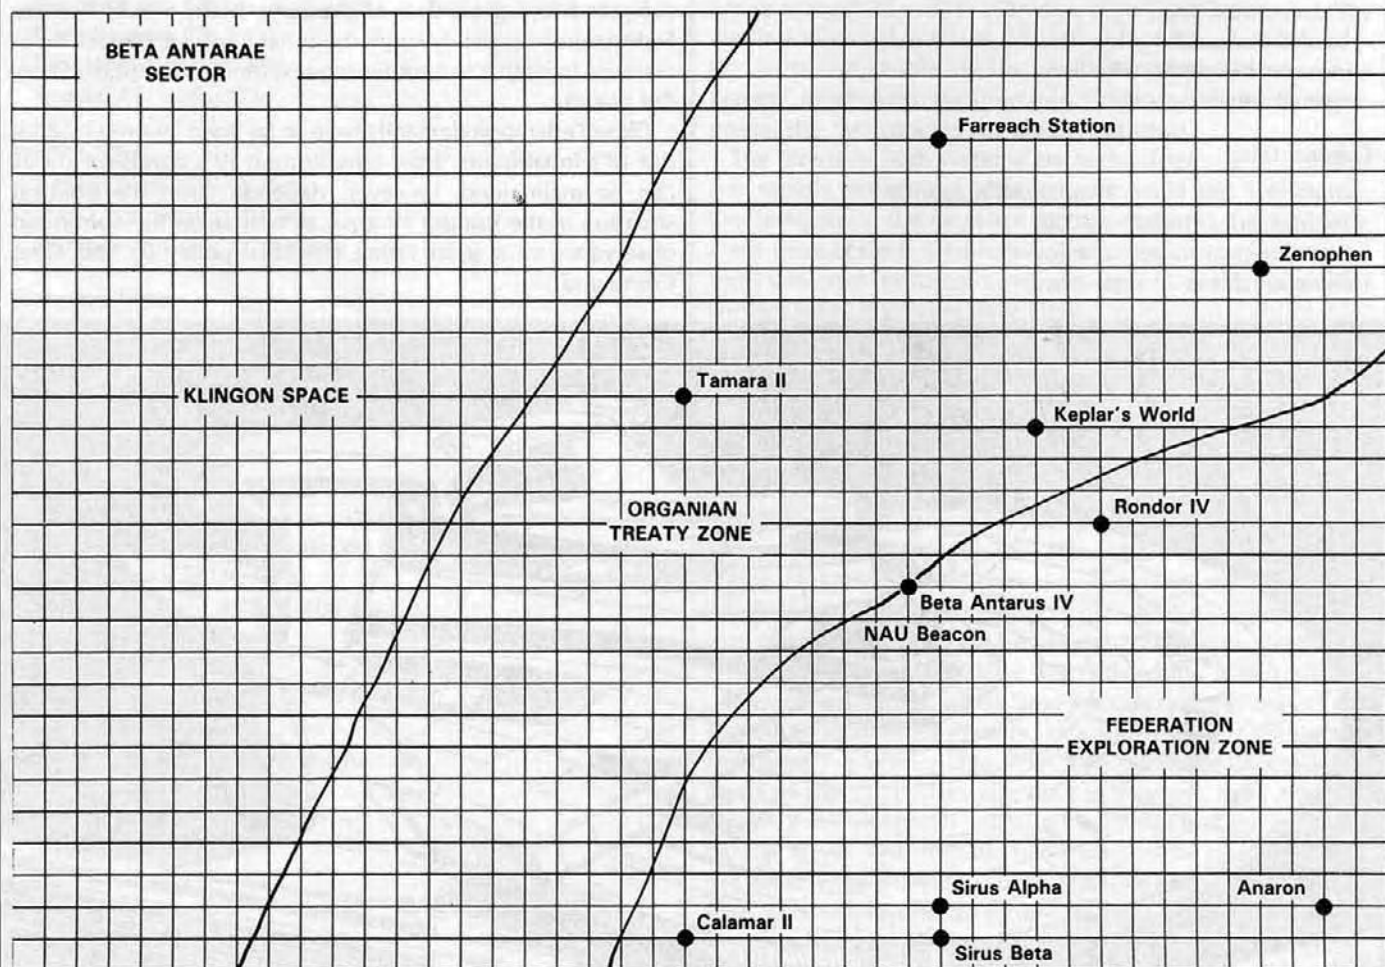 BETA ANTARAE
SECTOR
Farreach Station
Zenophen
Tamara II
KLINGON SPACE
Keplar's World
ORGANIAN
TREATY ZONE
Rondor IV
Beta Antarus IV
NAU Beacon
FEDERATION
EXPLORATION ZONE
Sirus Alpha
Anaron
Calamar II
Sirus Beta